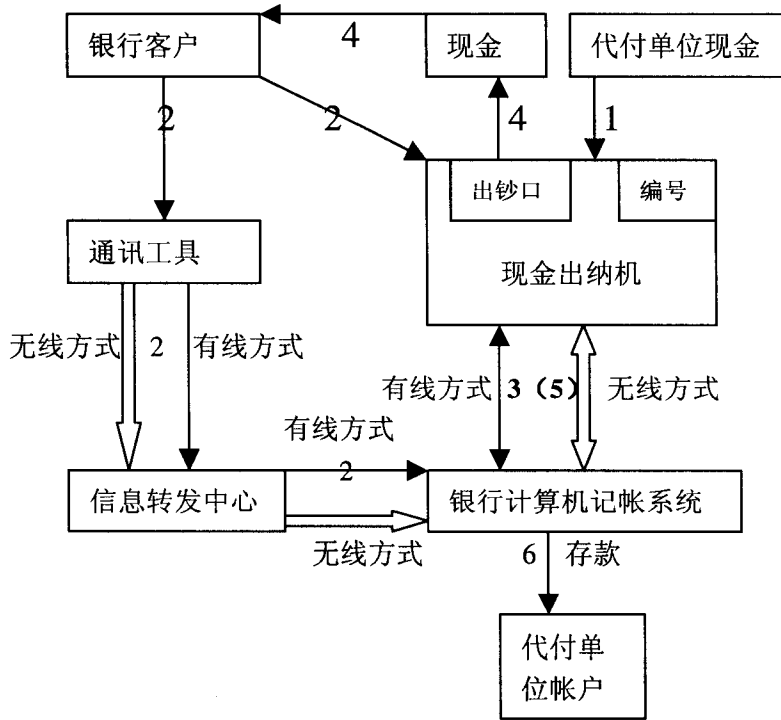 银行客户
4
现金
代付单位现金
2
2
4
1
出钞口
编号
通讯工具
现金出纳机
无线方式
2
有线方式
有线方式
3（5）
无线方式
有线方式
2
信息转发中心
银行计算机记帐系统
无线方式
6
存款
代付单
位帐户